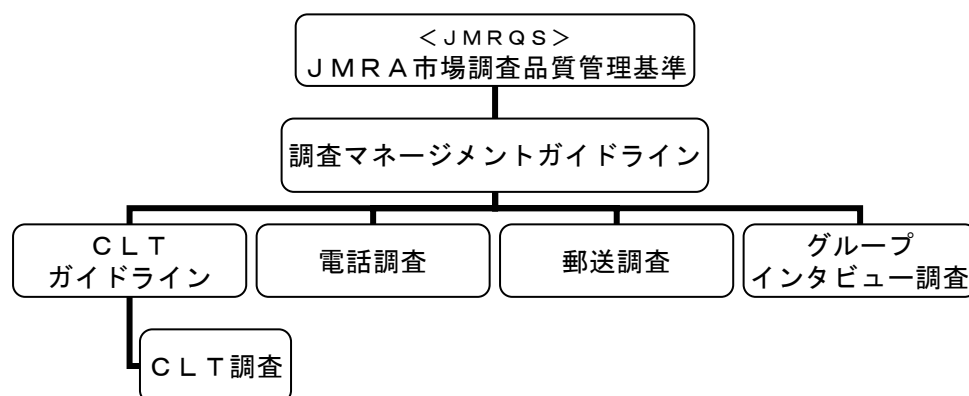 ＜ＪＭＲＱＳ＞
ＪＭＲＡ市場調査品質管理基準
調査マネージメントガイドライン
ＣＬＴ
ガイドライン
電話調査
郵送調査
グループ
インタビュー調査
ＣＬＴ調査